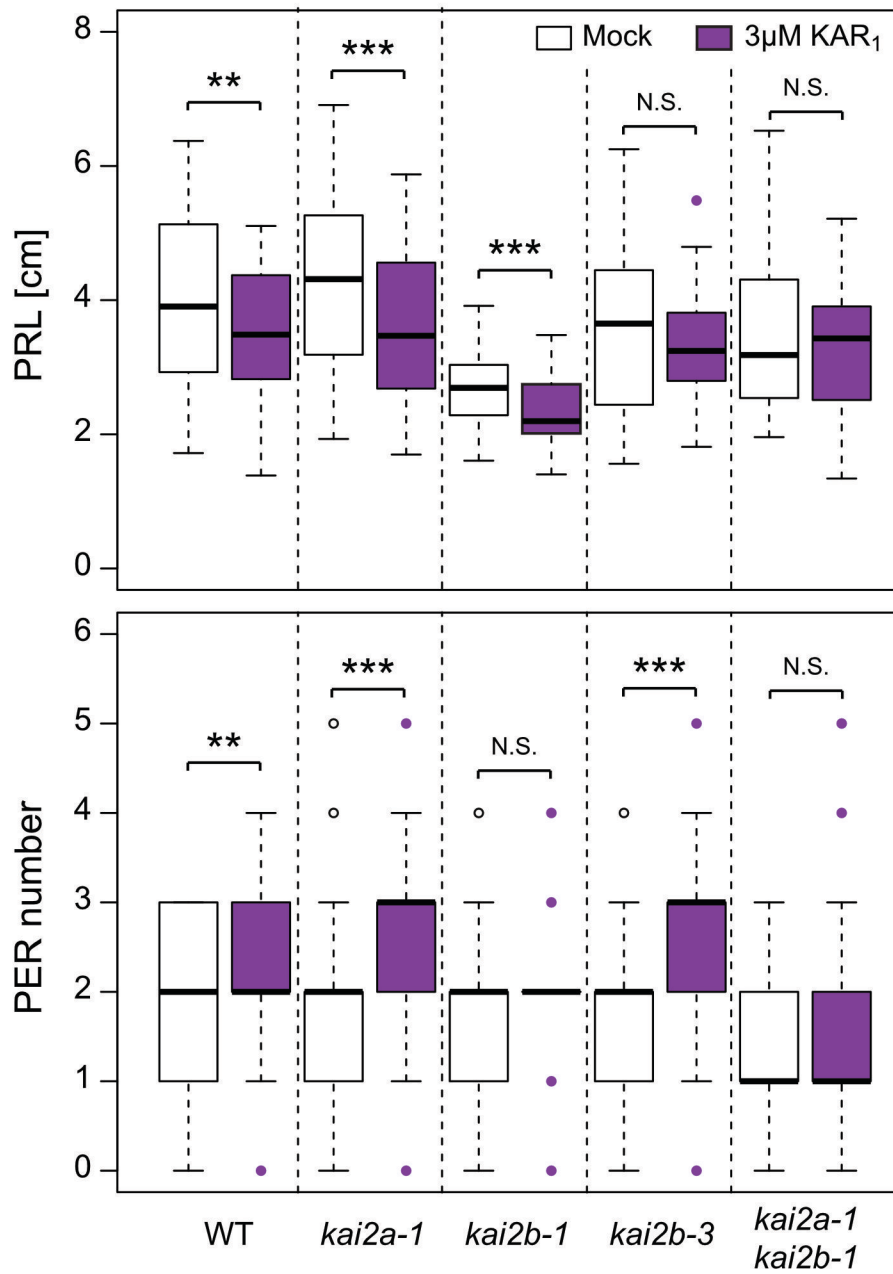 8
Mock
3µM KAR₁
***
**
N.S.
N.S.
6
***
PRL [cm]
4
2
0
6
***
***
N.S.
5
**
N.S.
4
PER number
3
2
1
0
WT
kai2a-1
kai2b-1
kai2b-3
kai2a-1
kai2b-1